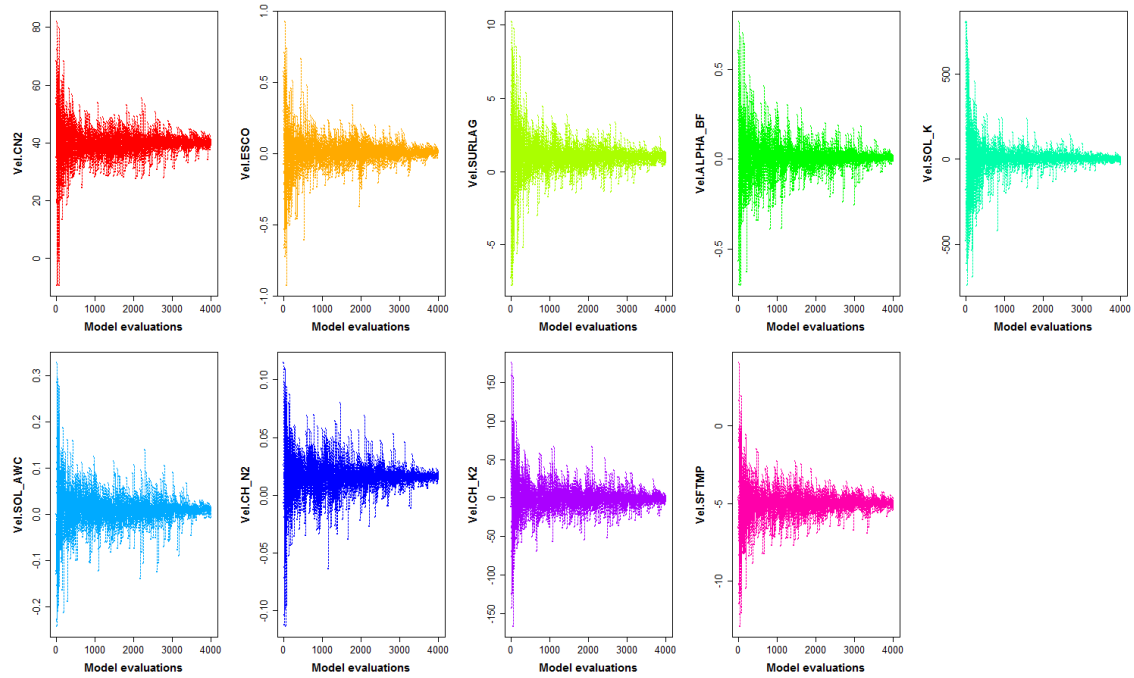 Vel.CN2
80
60
40
20
0
0 1000 2000 3000 4000
Model evaluations
Vel.ESCO
1.0
0.5
0.0
-0.5
-1.0
0 1000 2000 3000 4000
Model evaluations
Vel.SURLAG
10
5
0
-5
0 1000 2000 3000 4000
Model evaluations
Vel.ALPHA_BF
0.5
0.0
-0.5
0 1000 2000 3000 4000
Model evaluations
Vel.SOL_K
500
0
-500
0 1000 2000 3000 4000
Model evaluations
Vel.SOL_AWC
0.3
0.2
0.1
0.0
-0.1
-0.2
0 1000 2000 3000 4000
Model evaluations
Vel.CH_N2
0.10
0.05
0.00
-0.05
-0.10
0 1000 2000 3000 4000
Model evaluations
Vel.CH_K2
150
100
50
0
-50
-100
-150
0 1000 2000 3000 4000
Model evaluations
Vel.SFTMP
0
-5
-10
0 1000 2000 3000 4000
Model evaluations